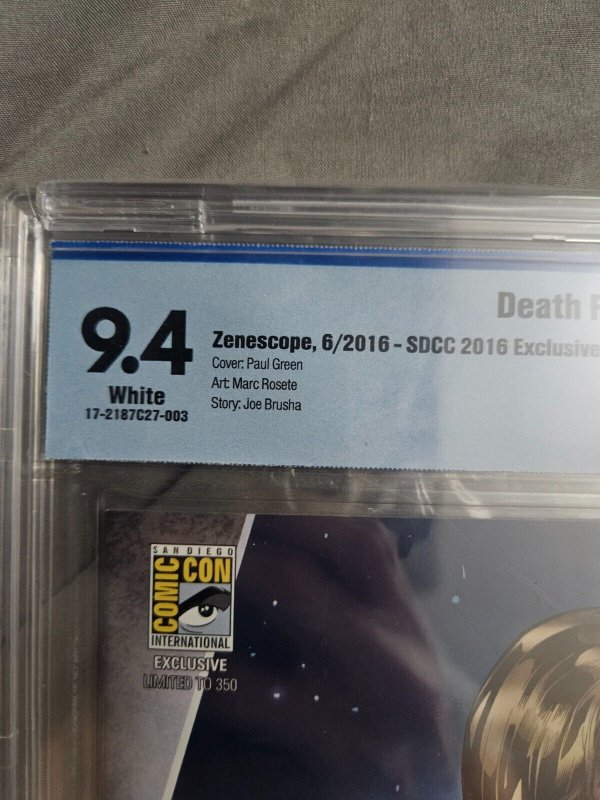 Death
9.4
Zenescope, 6/2016 - SDCC 2016 Exclusive
Cover: Paul Green
Art: Marc Rosete
White
Story: Joe Brusha
17-2187C27-003
SAN DIEGO
COMIC CON
INTERNATIONAL
EXCLUSIVE
LIMITED TO 350